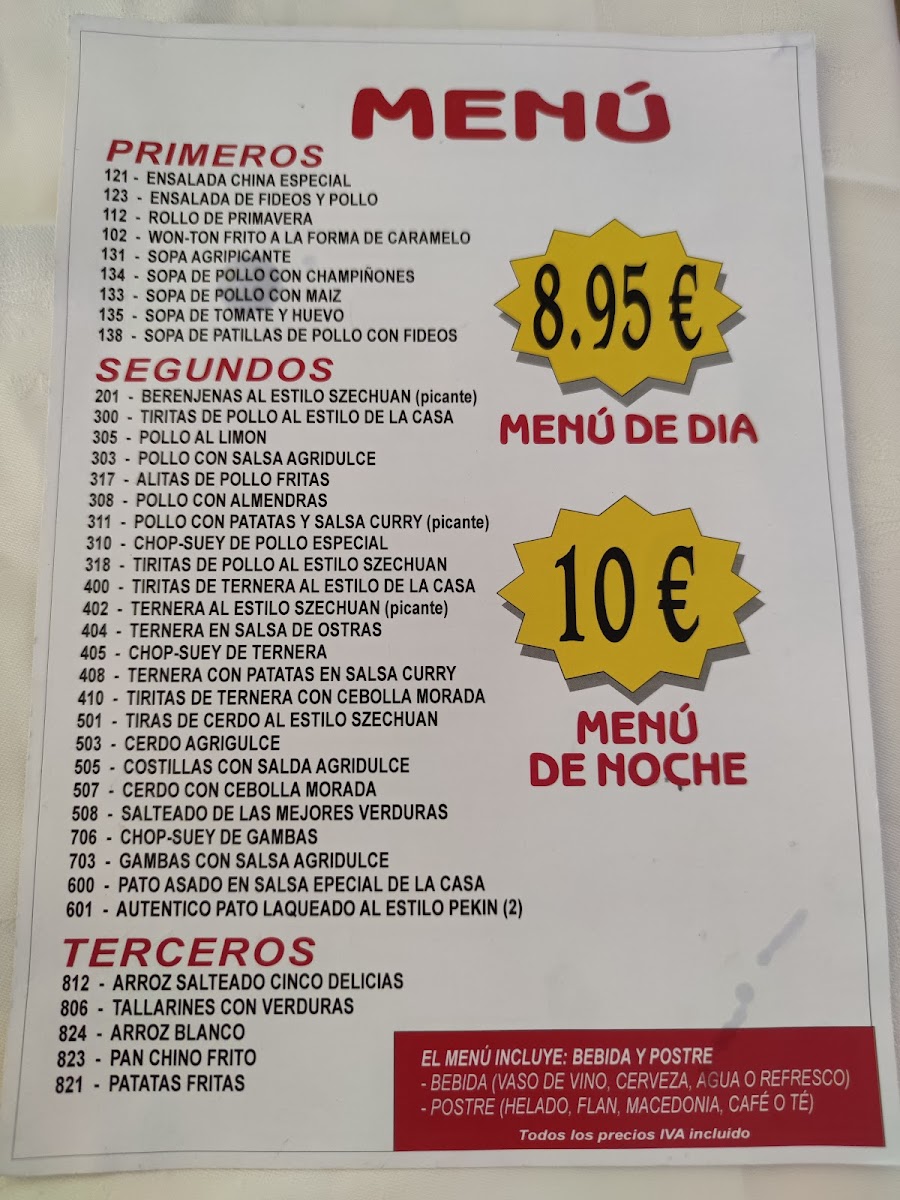 MENÚ
PRIMEROS
121 - ENSALADA CHINA ESPECIAL
123 - ENSALADA DE FIDEOS Y POLLO
112 - ROLLO DE PRIMAVERA
102 - WON-TON FRITO A LA FORMA DE CARAMELO
131 - SOPA AGRIPICANTE
134 - SOPA DE POLLO CON CHAMPIÑONES
133 - SOPA DE POLLO CON MAIZ
135 - SOPA DE TOMATE Y HUEVO
138 - SOPA DE PATILLAS DE POLLO CON FIDEOS
SEGUNDOS
201 - BERENJENAS AL ESTILO SZECHUAN (picante)
300 - TIRITAS DE POLLO AL ESTILO DE LA CASA
305 - POLLO AL LIMON
303 - POLLO CON SALSA AGRIDULCE
317 - ALITAS DE POLLO FRITAS
308 - POLLO CON ALMENDRAS
311 - POLLO CON PATATAS Y SALSA CURRY (picante)
310 - CHOP-SUEY DE POLLO ESPECIAL
318 - TIRITAS DE POLLO AL ESTILO SZECHUAN
400 - TIRITAS DE TERNERA AL ESTILO DE LA CASA
402 - TERNERA AL ESTILO SZECHUAN (picante)
404 - TERNERA EN SALSA DE OSTRAS
405 - CHOP-SUEY DE TERNERA
408 - TERNERA CON PATATAS EN SALSA CURRY
410 - TIRITAS DE TERNERA CON CEBOLLA MORADA
501 - TIRAS DE CERDO AL ESTILO SZECHUAN
503 - CERDO AGRIGULCE
505 - COSTILLAS CON SALDA AGRIDULCE
507 - CERDO CON CEBOLLA MORADA
508 - SALTEADO DE LAS MEJORES VERDURAS
706 - CHOP-SUEY DE GAMBAS
703 - GAMBAS CON SALSA AGRIDULCE
600 - PATO ASADO EN SALSA EPECIAL DE LA CASA
601 - AUTENTICO PATO LAQUEADO AL ESTILO PEKIN (2)
TERCEROS
812 - ARROZ SALTEADO CINCO DELICIAS
806 - TALLARINES CON VERDURAS
824 - ARROZ BLANCO
823 - PAN CHINO FRITO
821 - PATATAS FRITAS
8.95 €
MENÚ DE DIA
10 €
MENÚ
DE NOCHE
EL MENÚ INCLUYE: BEBIDA Y POSTRE
- BEBIDA (VASO DE VINO, CERVEZA, AGUA O REFRESCO)
- POSTRE (HELADO, FLAN, MACEDONIA, CAFÉ O TÉ)
Todos los precios IVA incluido